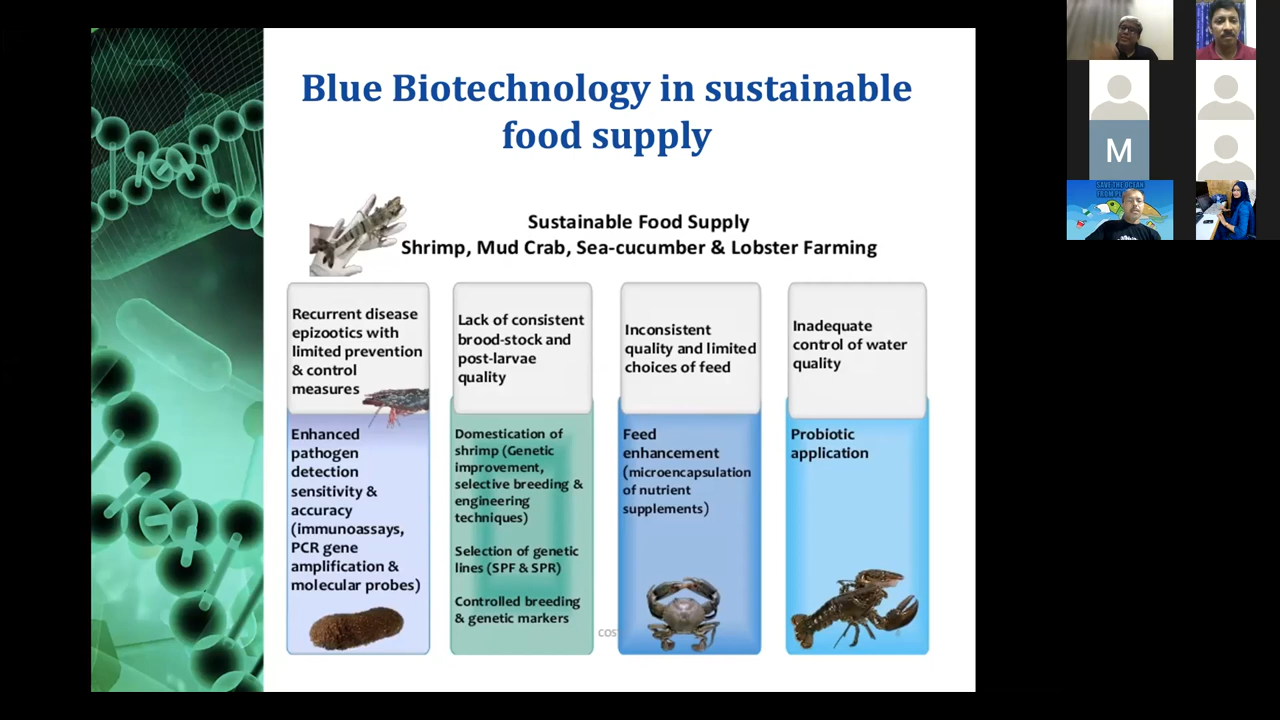 Blue Biotechnology in sustainable
food supply
Sustainable Food Supply
Shrimp, Mud Crab, Sea-cucumber & Lobster Farming
Recurrent disease
epizootics with
limited prevention
& control
measures
Enhanced
pathogen
detection
sensitivity &
accuracy
(immunoassays,
PCR gene
amplification &
molecular probes)
Lack of consistent
brood-stock and
post-larvae
quality
Domestication of
shrimp (Genetic
improvement,
selective breeding &
engineering
techniques)
Selection of genetic
lines (SPF & SPR)
Controlled breeding
& genetic markers
Inconsistent
quality and limited
choices of feed
Feed
enhancement
(microencapsulation
of nutrient
supplements)
Inadequate
control of water
quality
Probiotic
application
M
SAVE THE OCEAN